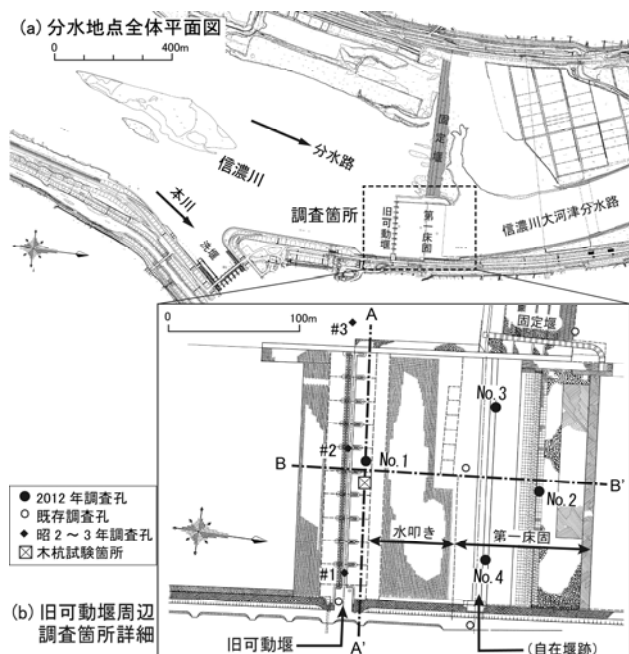 (a) 分水地点全体平面図
0 400m
固定堰
分水路
信濃川
本川
調査箇所
旧可動堰
第一床固
信濃川大河津分水路
洗堰
0 100m
A
#3
固定堰
No.3
#2
No.1
B
B'
No.2
● 2012年調査孔
○ 既存調査孔
◆ 昭2～3年調査孔
⊠ 木杭試験箇所
水叩き
第一床固
#1
No.4
(b) 旧可動堰周辺
調査箇所詳細
旧可動堰
A'
(自在堰跡)